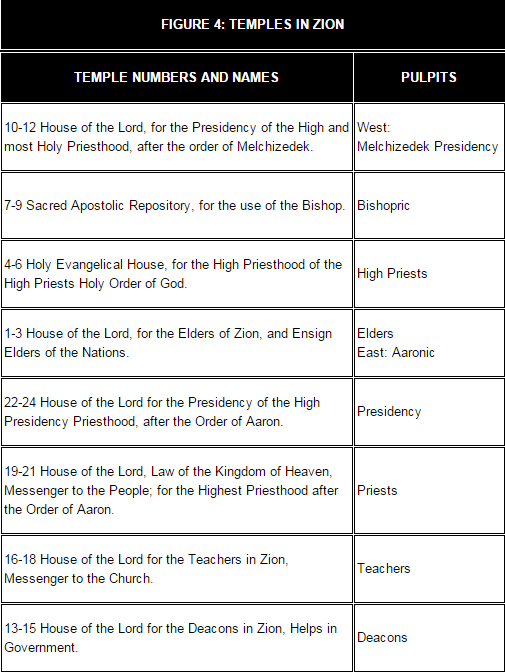 FIGURE 4: TEMPLES IN ZION
TEMPLE NUMBERS AND NAMES
PULPITS
10-12 House of the Lord, for the Presidency of the High and
most Holy Priesthood, after the order of Melchizedek.
West:
Melchizedek Presidency
7-9 Sacred Apostolic Repository, for the use of the Bishop.
Bishopric
4-6 Holy Evangelical House, for the High Priesthood of the
High Priests Holy Order of God.
High Priests
1-3 House of the Lord, for the Elders of Zion, and Ensign
Elders of the Nations.
Elders
East: Aaronic
22-24 House of the Lord for the Presidency of the High
Presidency Priesthood, after the Order of Aaron.
Presidency
19-21 House of the Lord, Law of the Kingdom of Heaven,
Messenger to the People; for the Highest Priesthood after
the Order of Aaron.
Priests
16-18 House of the Lord for the Teachers in Zion,
Messenger to the Church.
Teachers
13-15 House of the Lord for the Deacons in Zion, Helps in
Government.
Deacons